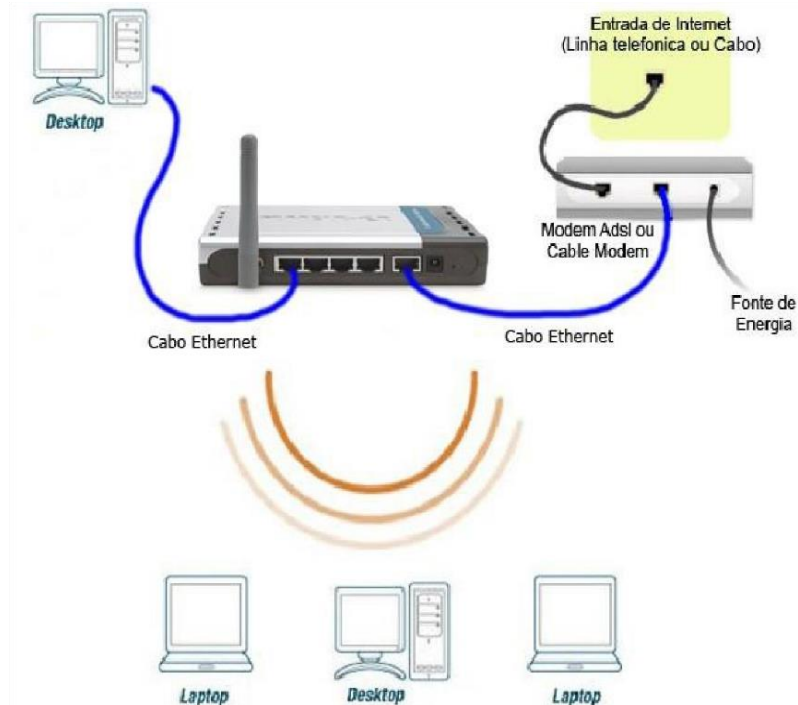 Entrada de Internet
(Linha telefonica ou Cabo)
Desktop
Modem Adsl ou
Cable Modem
Fonte de
Energia
Cabo Ethernet
Cabo Ethernet
Laptop
Desktop
Laptop